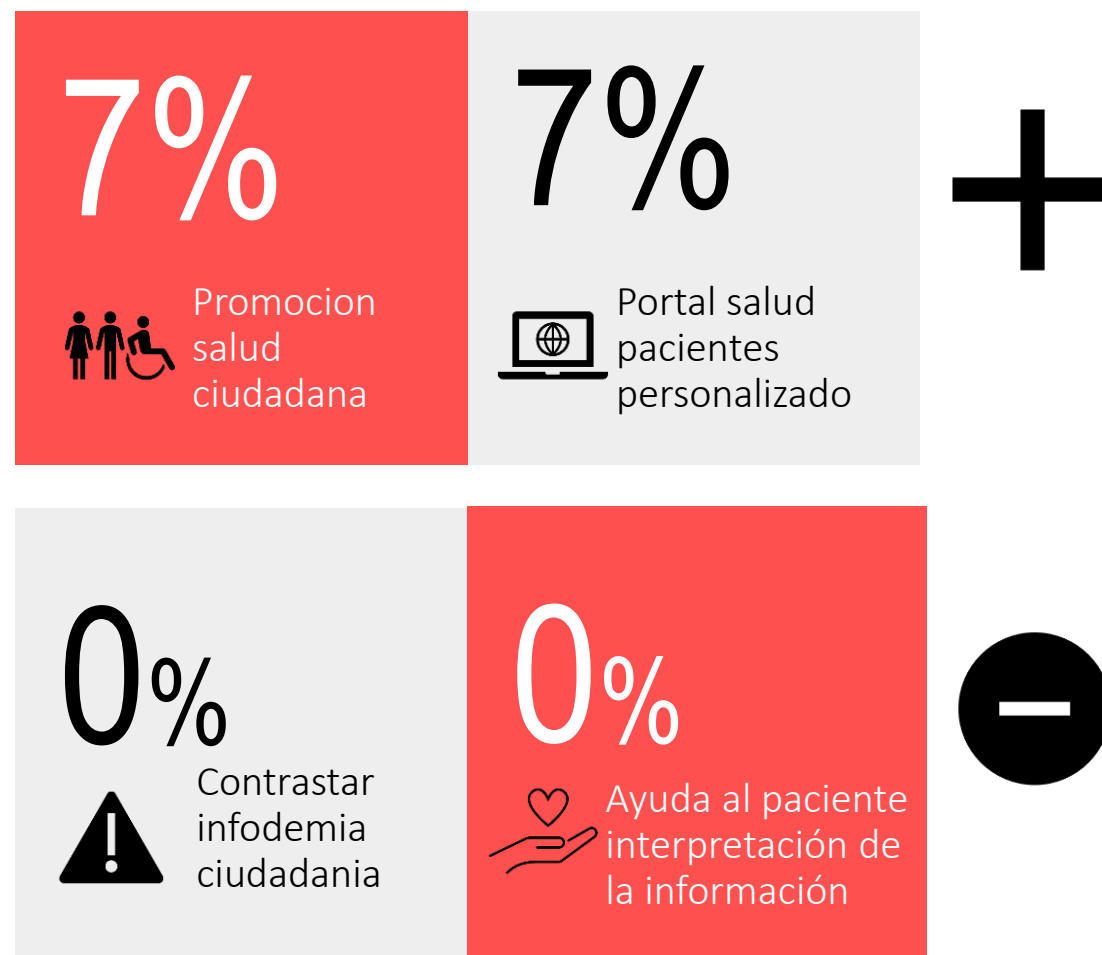 7%
Promocion
salud
ciudadana
7%
Portal salud
pacientes
personalizado
0%
Contrastar
infodemia
ciudadania
0%
Ayuda al paciente
interpretación de
la información